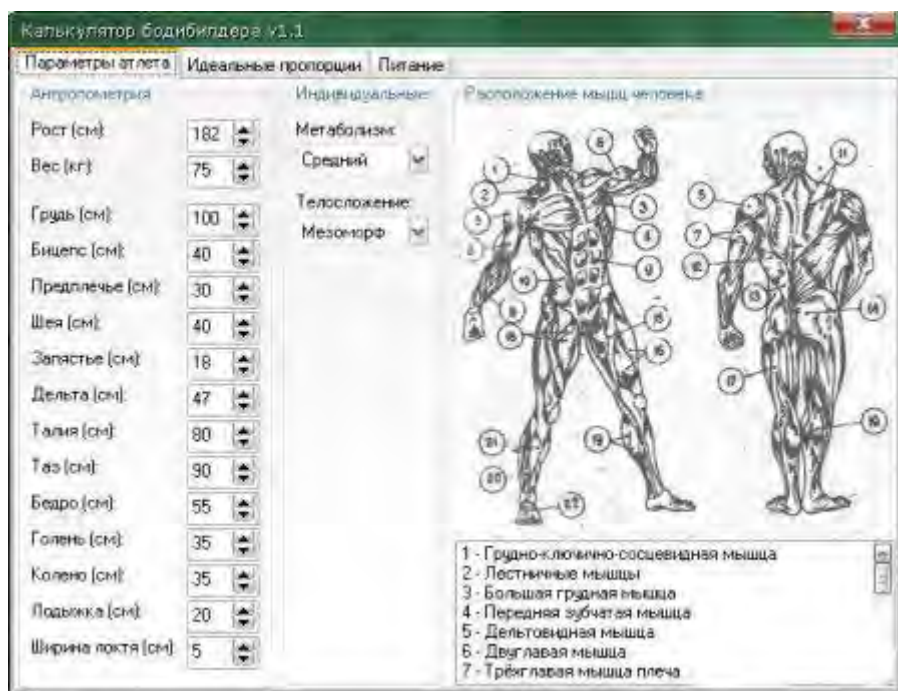 Калькулятор бодибилдера v1.1
Параметры атлета Идеальные пропорции Питание
Антропометрия
Рост (см): 182
Вес (кг): 75
Грудь (см): 100
Бицепс (см): 40
Предплечье (см): 30
Шея (см): 40
Запястье (см): 18
Дельта (см): 47
Талия (см): 80
Таз (см): 90
Бедро (см): 55
Голень (см): 35
Колено (см): 35
Лодыжка (см): 20
Ширина локтя (см): 5
Индивидуальные
Метаболизм:
Средний
Телосложение:
Мезоморф
Расположение мышц человека
1 - Грудно-ключично-сосцевидная мышца
2 - Лестничные мышцы
3 - Большая грудная мышца
4 - Передняя зубчатая мышца
5 - Дельтовидная мышца
6 - Двуглавая мышца
7 - Трёхглавая мышца плеча